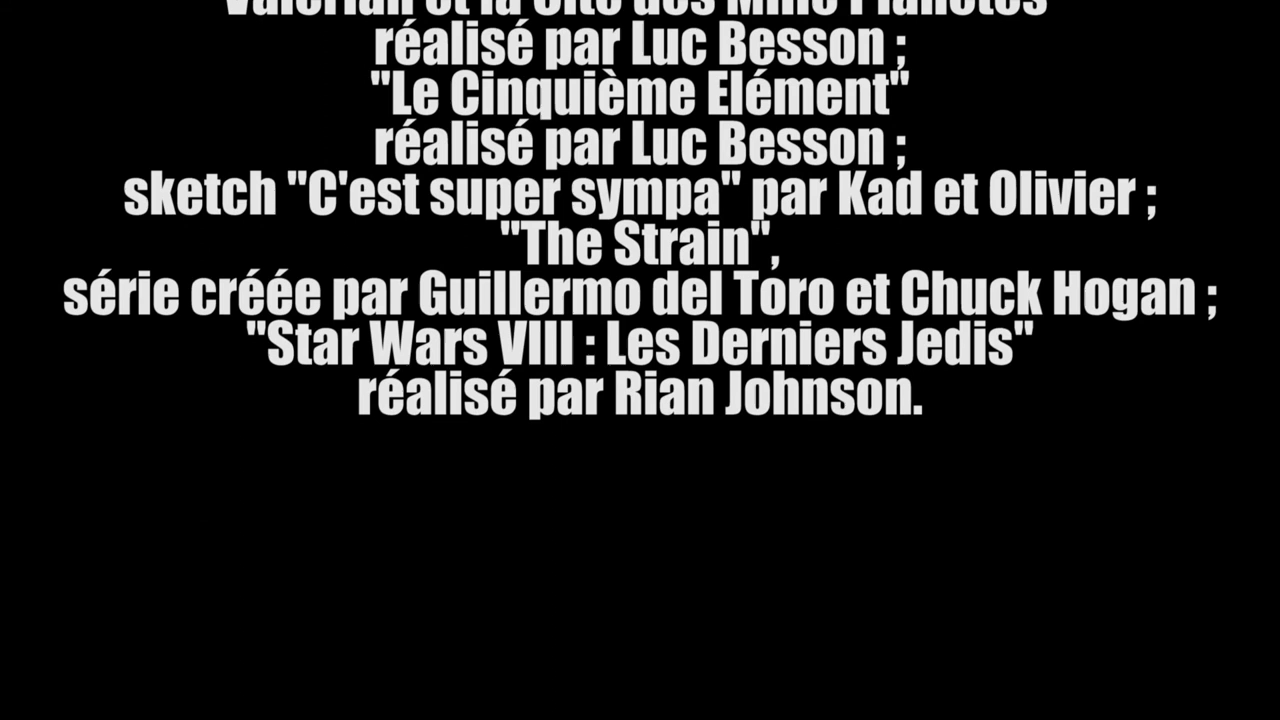 Valérian et la Cité des Mille Planètes
réalisé par Luc Besson ;
"Le Cinquième Elément"
réalisé par Luc Besson ;
sketch "C'est super sympa" par Kad et Olivier ;
"The Strain",
série créée par Guillermo del Toro et Chuck Hogan ;
"Star Wars VIII : Les Derniers Jedis"
réalisé par Rian Johnson.